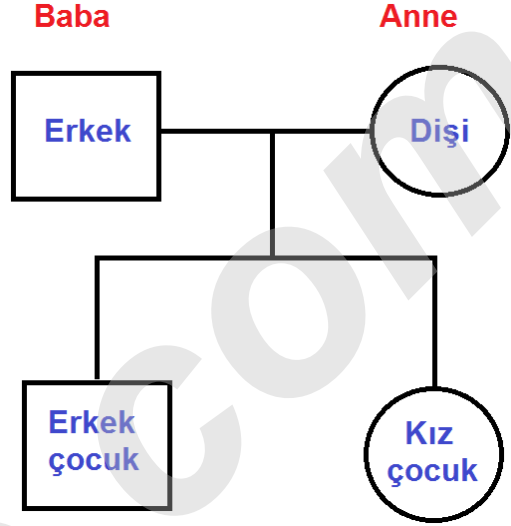 Baba
Anne
Erkek
Dişi
Erkek
çocuk
Kız
çocuk
com